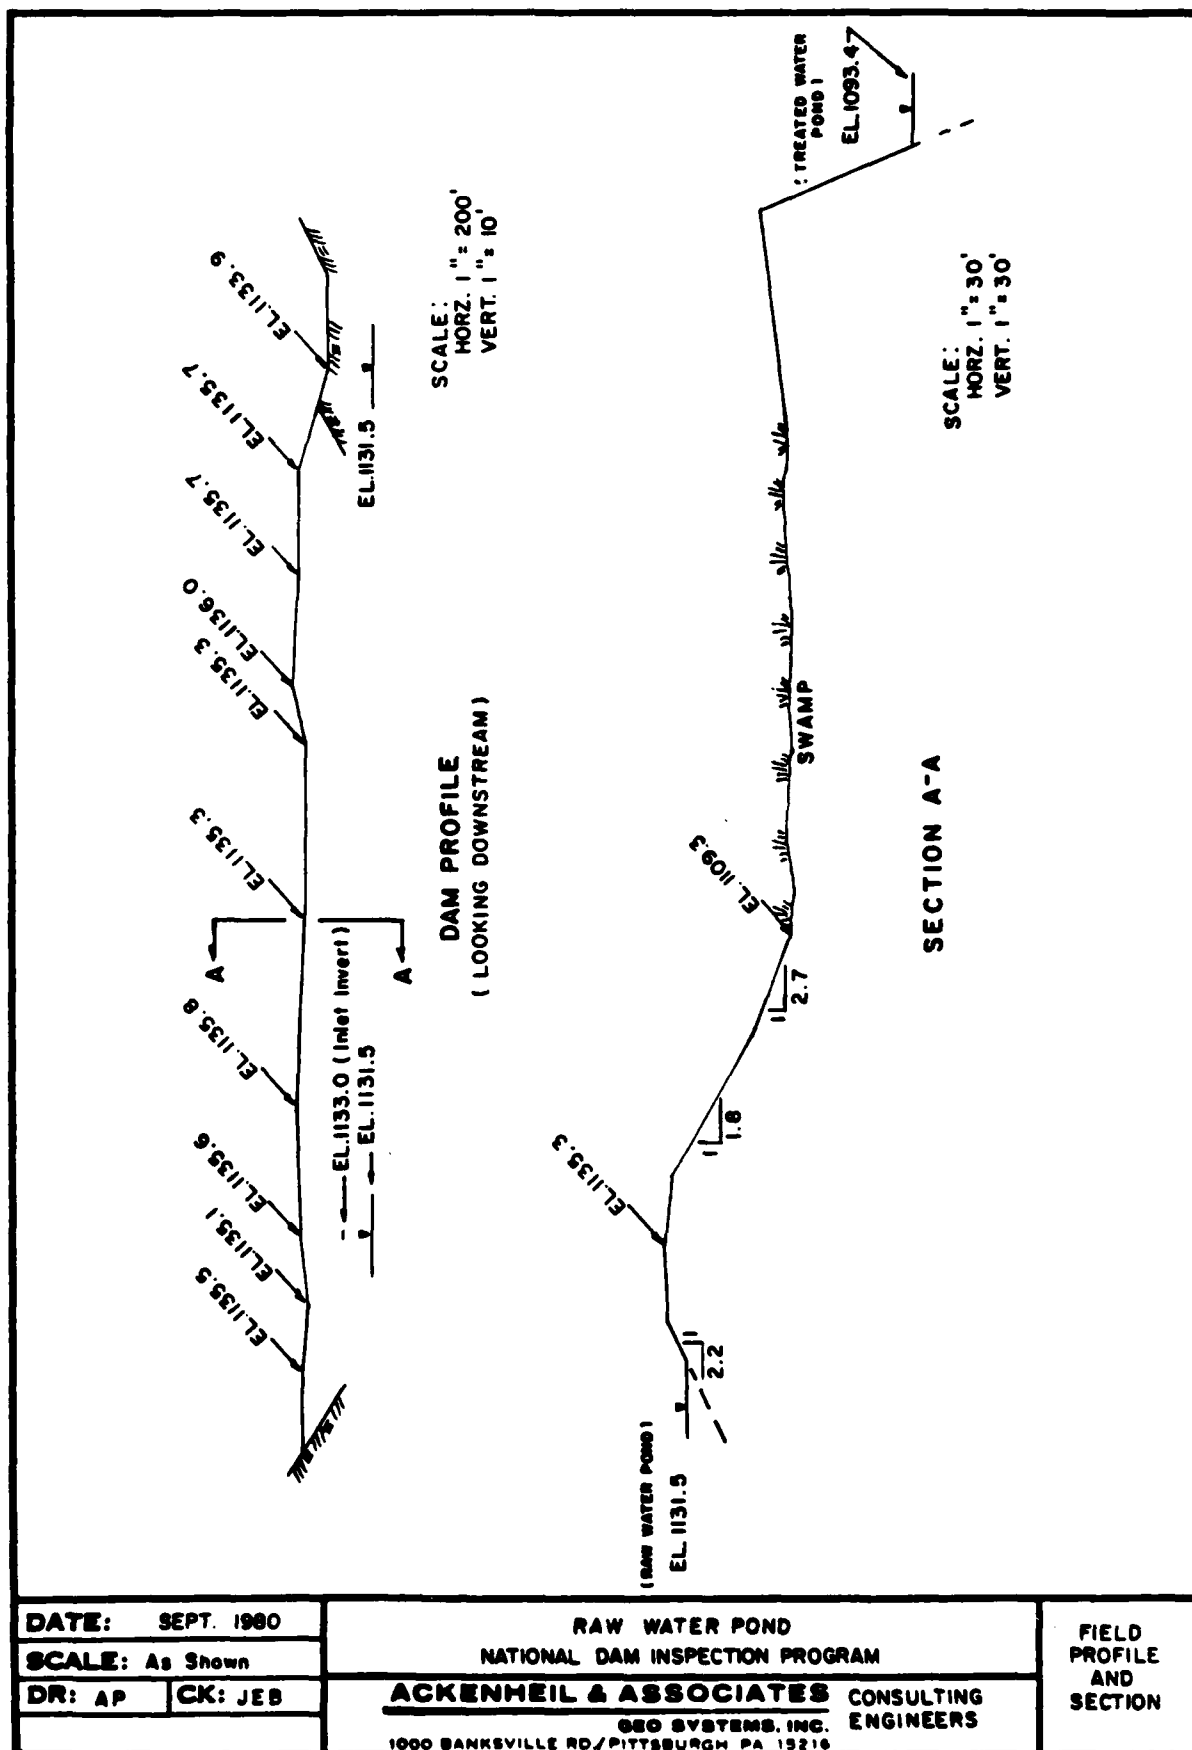 EL.1135.5
EL.1135.1
EL.1135.6
EL.1135.8
EL.1135.3
EL.1135.3
EL.1136.0
EL.1135.7
EL.1135.7
EL.1133.9
A
A
EL.1133.0 (Inlet Invert)
EL.1131.5
EL.1131.5
DAM PROFILE
(LOOKING DOWNSTREAM)
SCALE:
HORZ. 1" = 200'
VERT. 1" = 10'
(RAW WATER POND)
EL.1131.5
1
2.2
EL.1135.3
1
1.8
1
2.7
EL.1109.3
SWAMP
(TREATED WATER
POND)
EL.1093.4
SECTION A-A
SCALE:
HORZ. 1" = 30'
VERT. 1" = 30'
DATE: SEPT. 1980
SCALE: As Shown
DR: AP CK: JEB
RAW WATER POND
NATIONAL DAM INSPECTION PROGRAM
ACKENHEIL & ASSOCIATES
GEO SYSTEMS, INC.
1000 BANKSVILLE RD./PITTSBURGH PA 15216
CONSULTING
ENGINEERS
FIELD
PROFILE
AND
SECTION